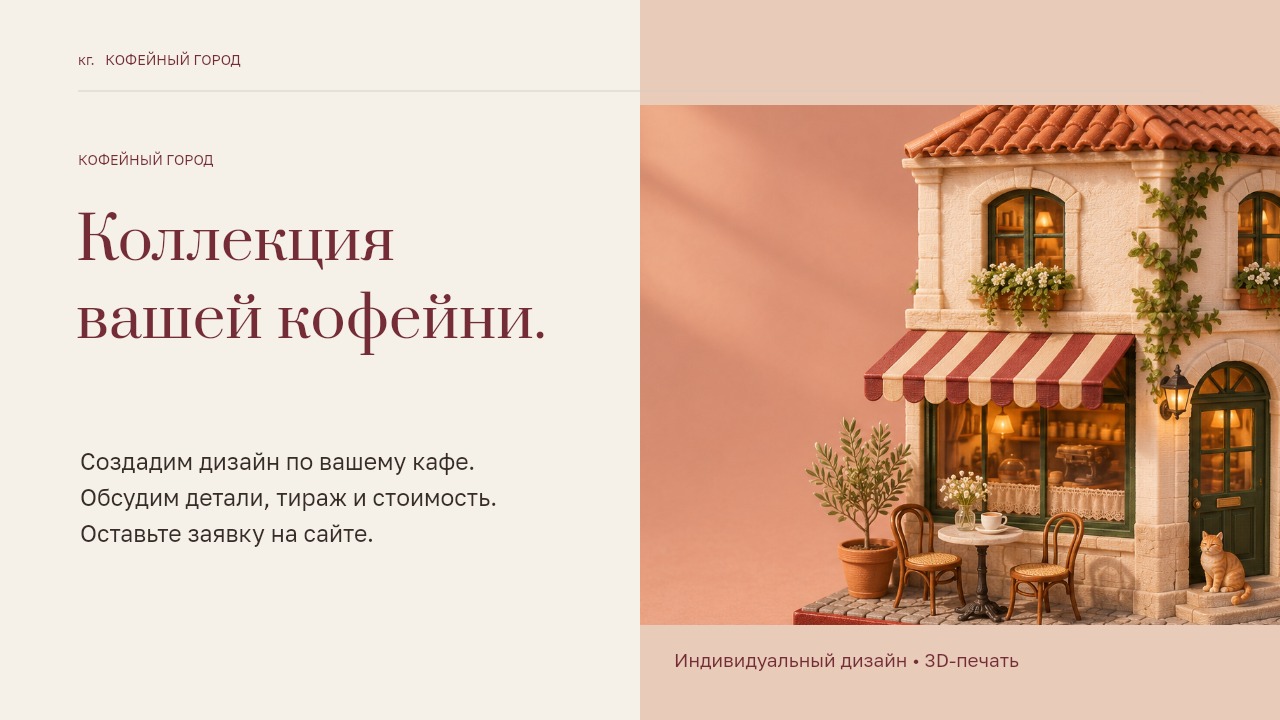 кг. КОФЕЙНЫЙ ГОРОД
КОФЕЙНЫЙ ГОРОД
Коллекция
вашей кофейни.
Создадим дизайн по вашему кафе.
Обсудим детали, тираж и стоимость.
Оставьте заявку на сайте.
Индивидуальный дизайн • 3D-печать